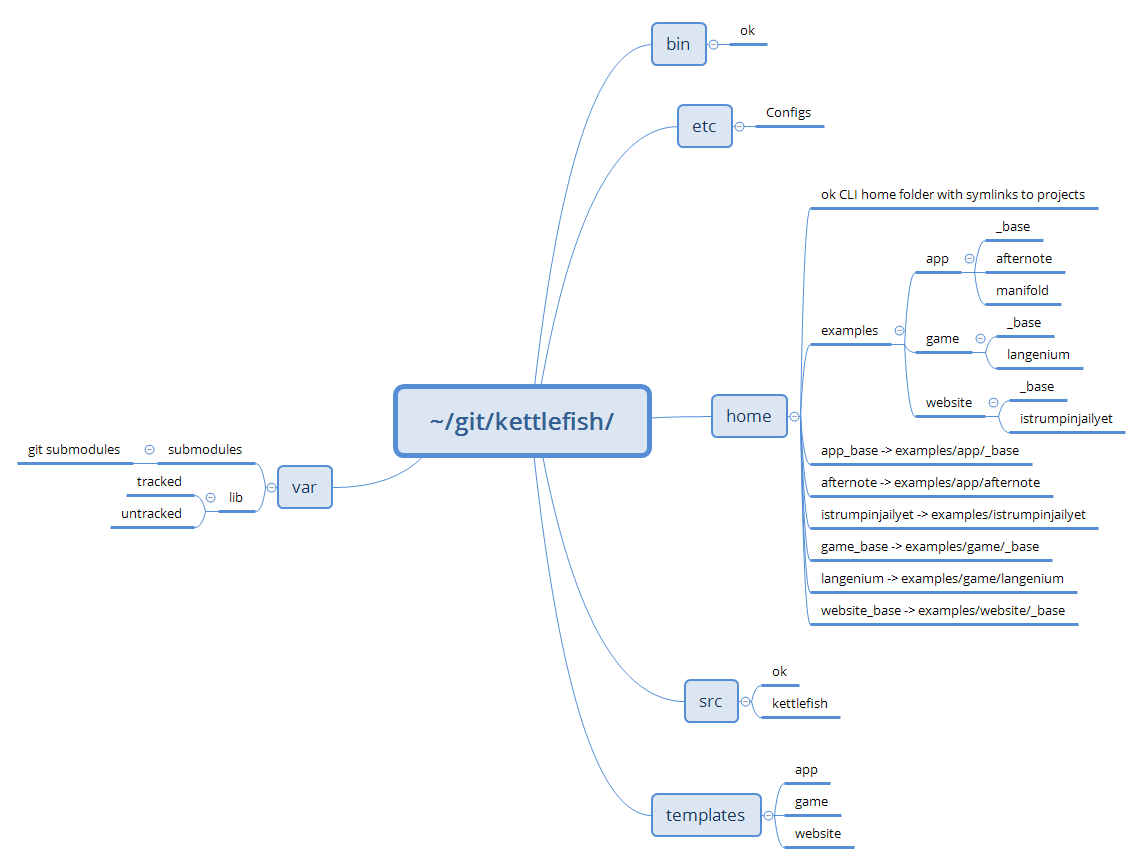 bin
ok
etc
Configs
home
ok CLI home folder with symlinks to projects
examples
app
_base
afternote
manifold
game
_base
langenium
website
_base
istrumpinjailyet
app_base -> examples/app/_base
afternote -> examples/app/afternote
istrumpinjailyet -> examples/istrumpinjailyet
game_base -> examples/game/_base
langenium -> examples/game/langenium
website_base -> examples/website/_base
~/git/kettlefish/
var
submodules
git submodules
lib
tracked
untracked
src
ok
kettlefish
templates
app
game
website